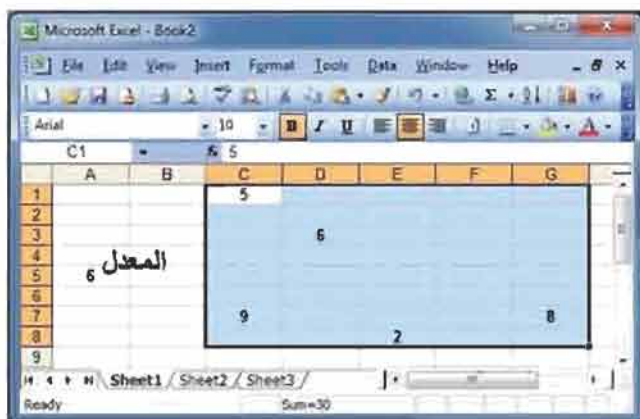 Microsoft Excel - Book2
File Edit View Insert Format Tools Data Window Help
Arial 10 B I U
C1 fx 5
A B C D E F G
1 5
2
3 6
4 المعدل
5 6
6
7 9 8
8 2
9
Sheet1 / Sheet2 / Sheet3 /
Ready Sum=30